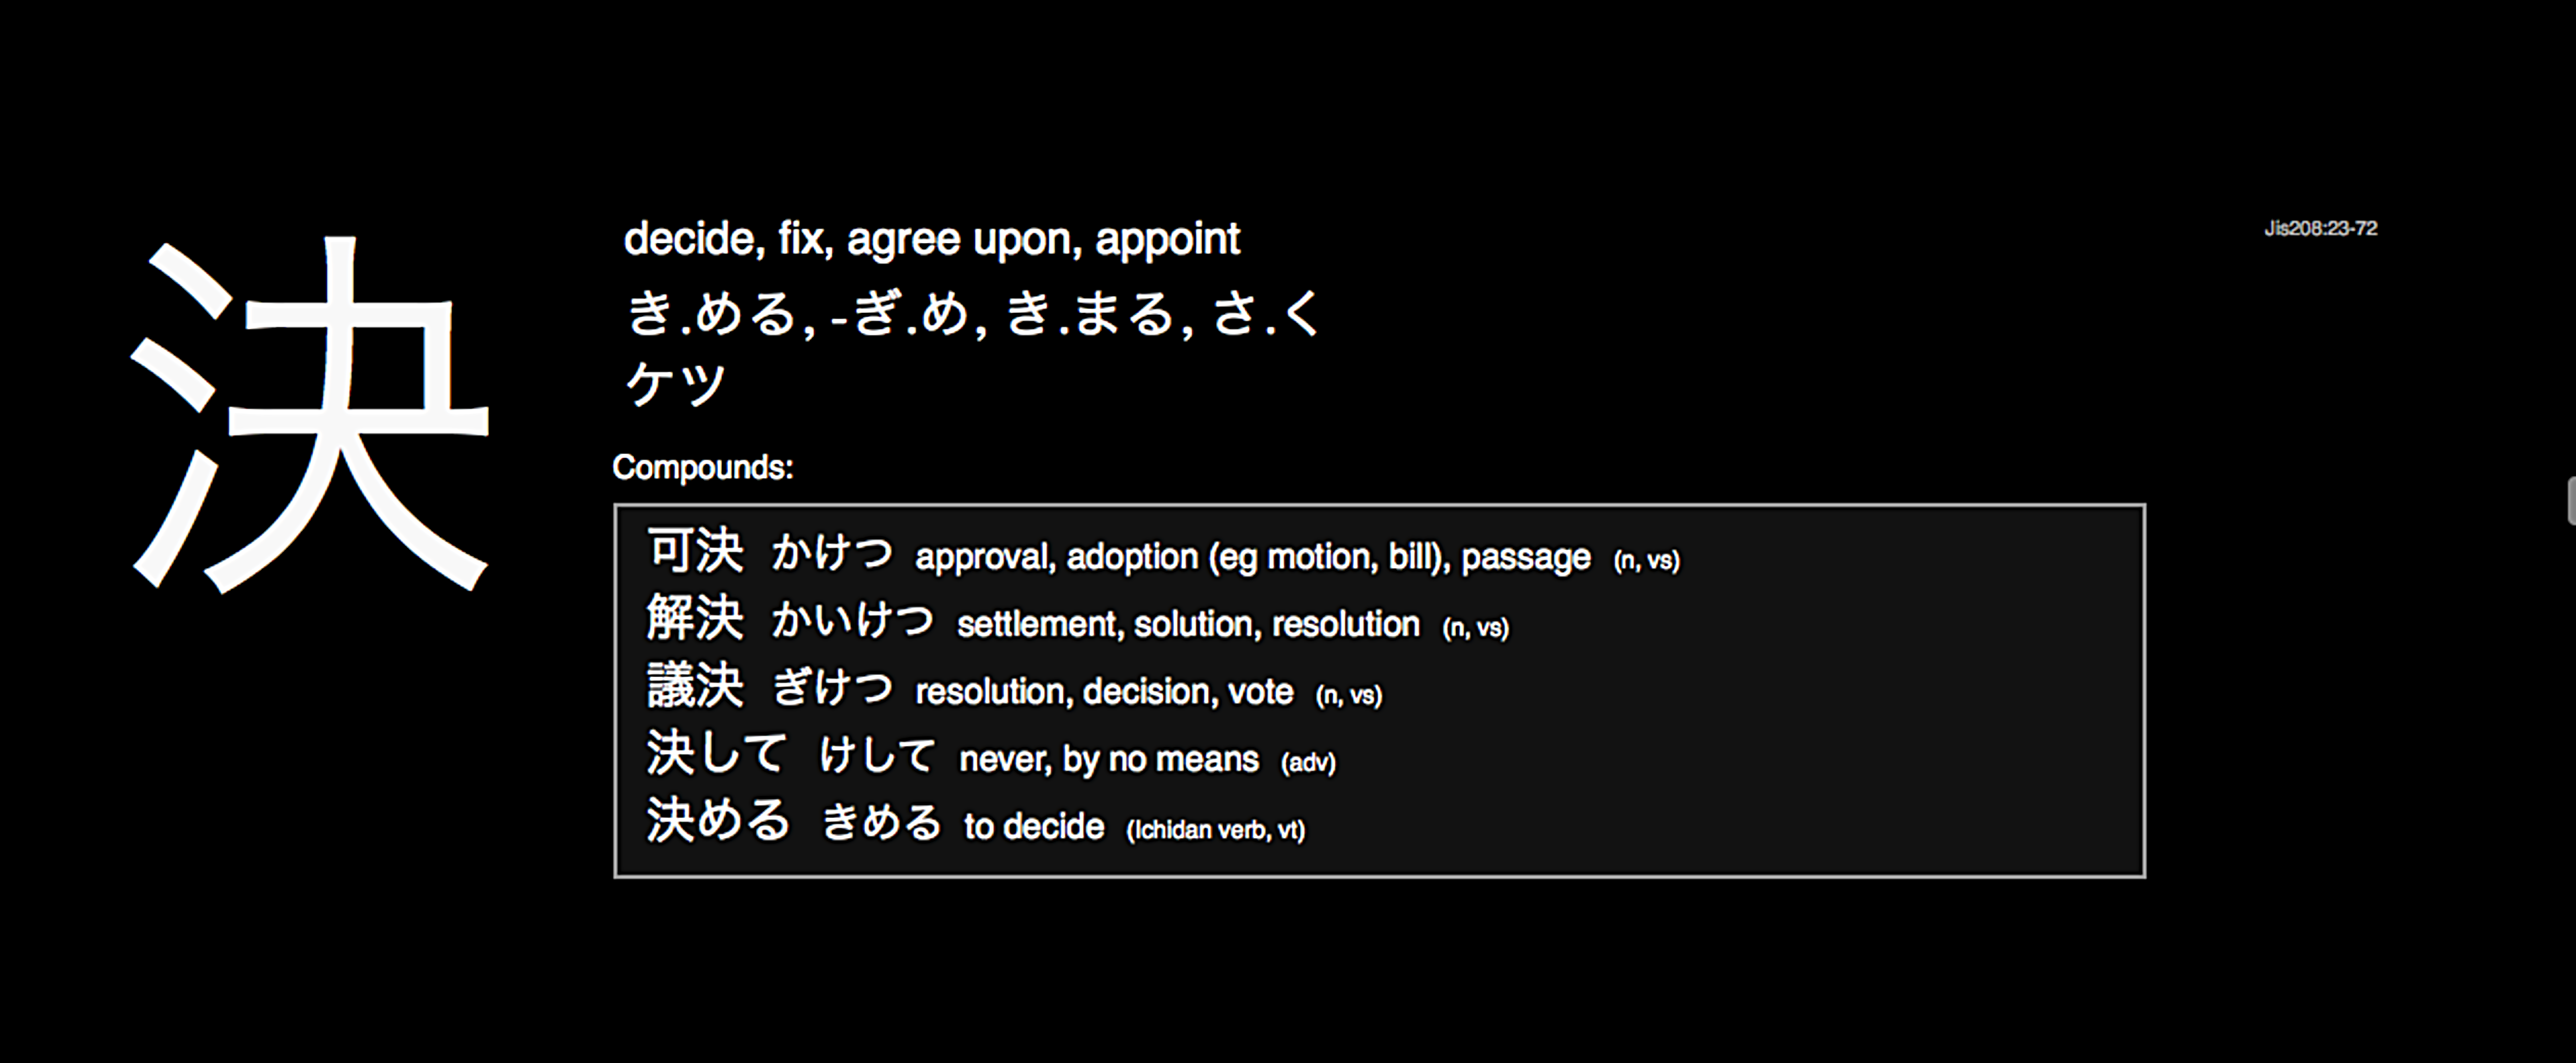 決
decide, fix, agree upon, appoint
Jis208:23-72
き.める, -ぎ.め, き.まる, さ.く
ケツ
Compounds:
可決 かけつ approval, adoption (eg motion, bill), passage (n, vs)
解決 かいけつ settlement, solution, resolution (n, vs)
議決 ぎけつ resolution, decision, vote (n, vs)
決して けして never, by no means (adv)
決める きめる to decide (Ichidan verb, vt)